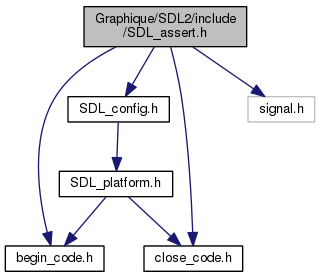 Graphique/SDL2/include
/SDL_assert.h
SDL_config.h
signal.h
SDL_platform.h
begin_code.h
close_code.h